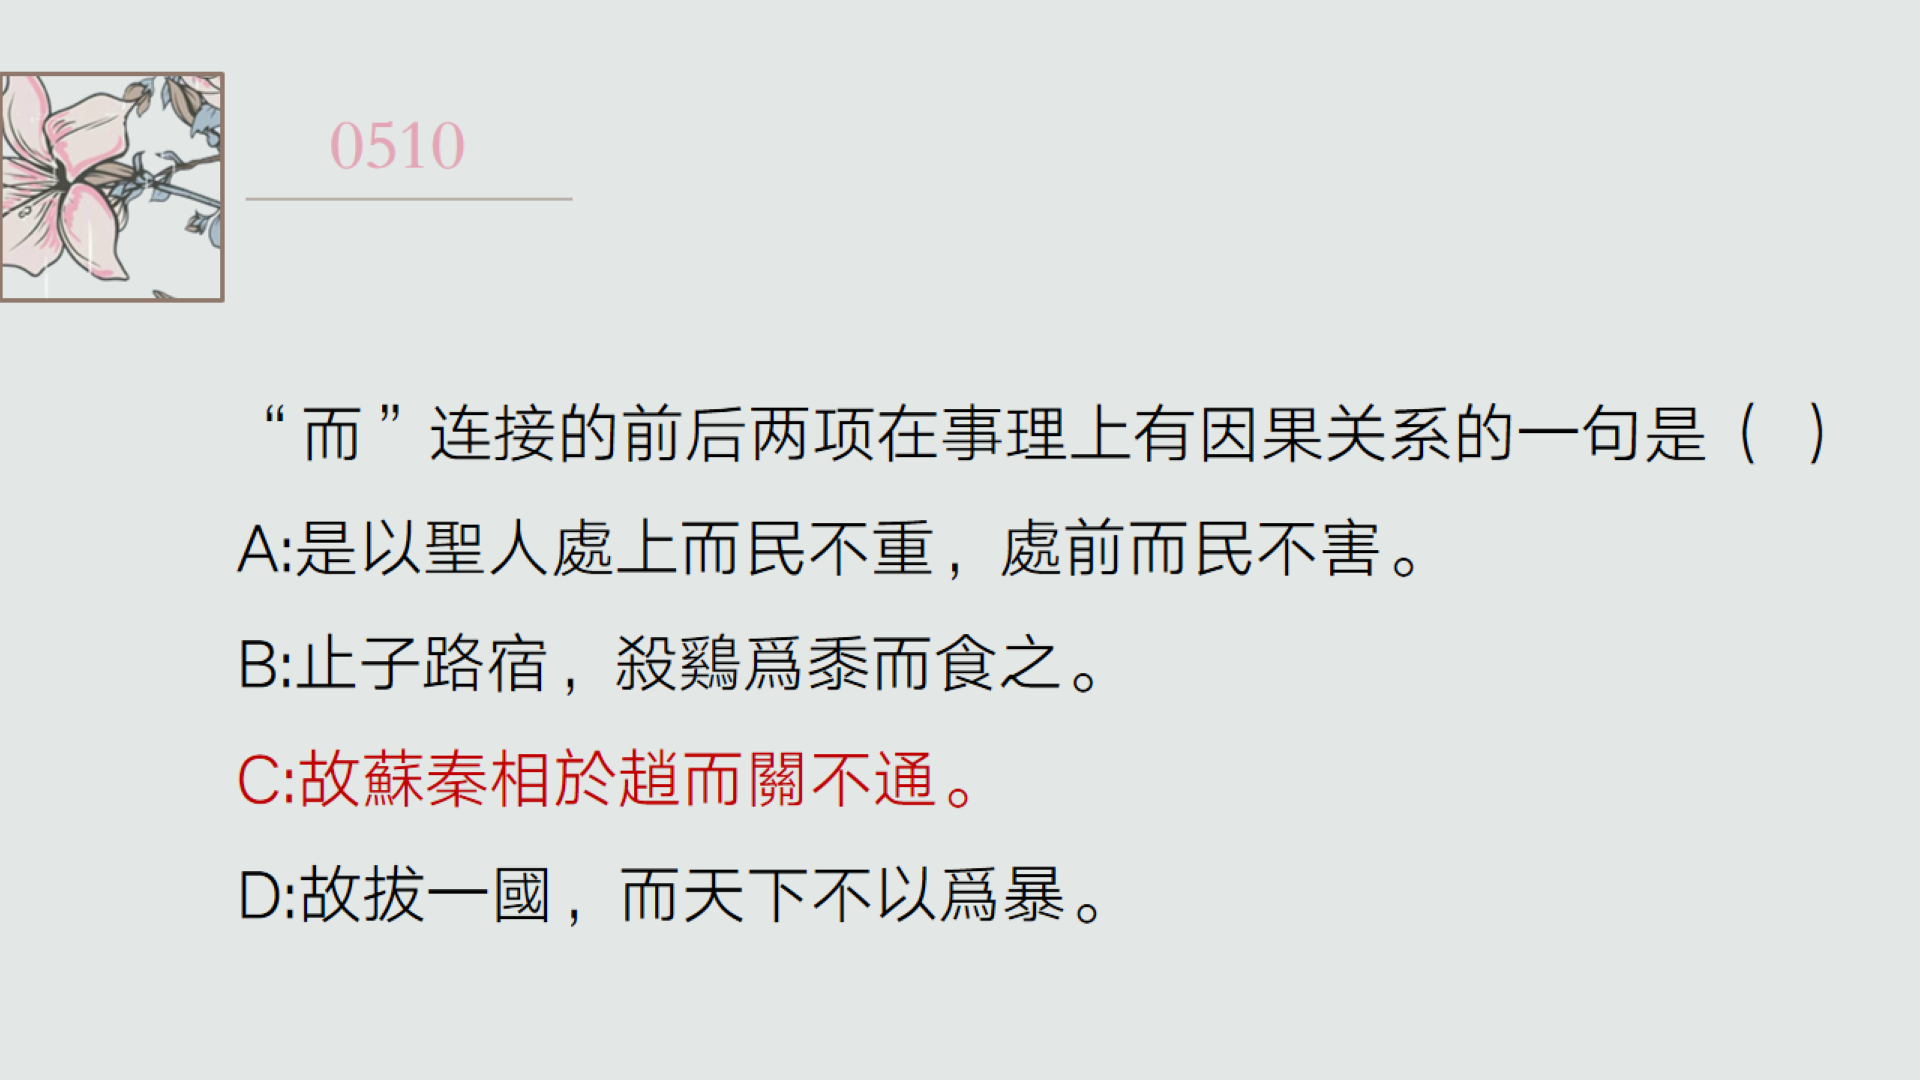 0510
“而”连接的前后两项在事理上有因果关系的一句是（ ）
A:是以聖人處上而民不重，處前而民不害。
B:止子路宿，殺鷄爲黍而食之。
C:故蘇秦相於趙而關不通。
D:故拔一國，而天下不以爲暴。